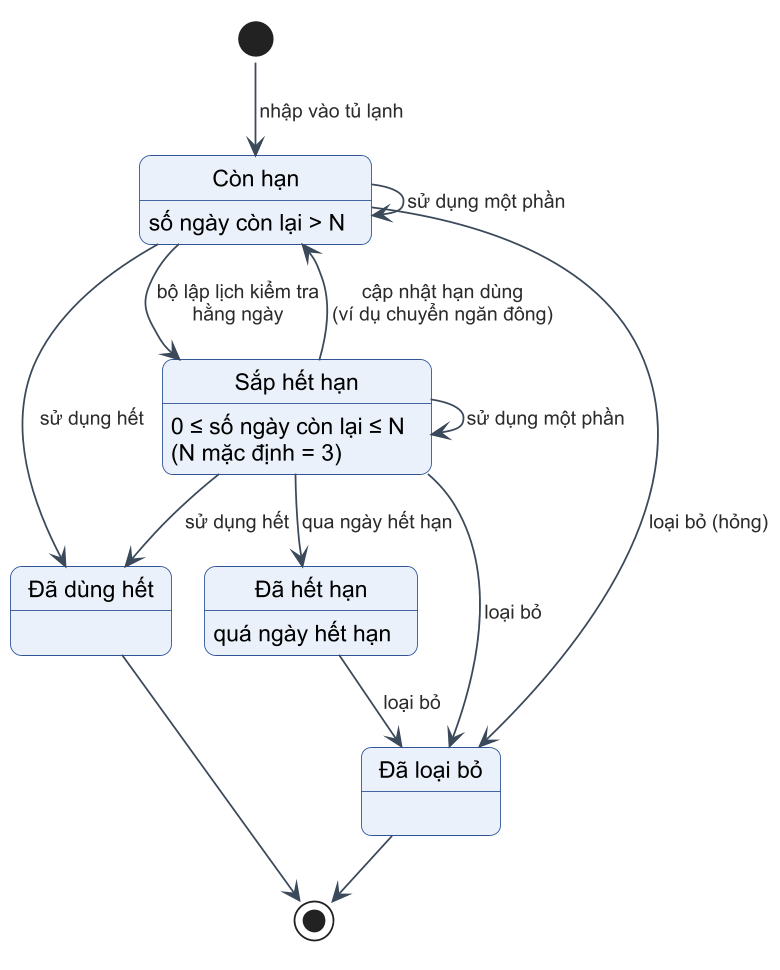 nhập vào tủ lạnh
Còn hạn
số ngày còn lại > N
sử dụng một phần
bộ lập lịch kiểm tra
hằng ngày
cập nhật hạn dùng
(ví dụ chuyển ngăn đông)
Sắp hết hạn
0 ≤ số ngày còn lại ≤ N
(N mặc định = 3)
sử dụng một phần
sử dụng hết
sử dụng hết
qua ngày hết hạn
loại bỏ (hỏng)
Đã dùng hết
Đã hết hạn
quá ngày hết hạn
loại bỏ
loại bỏ
Đã loại bỏ